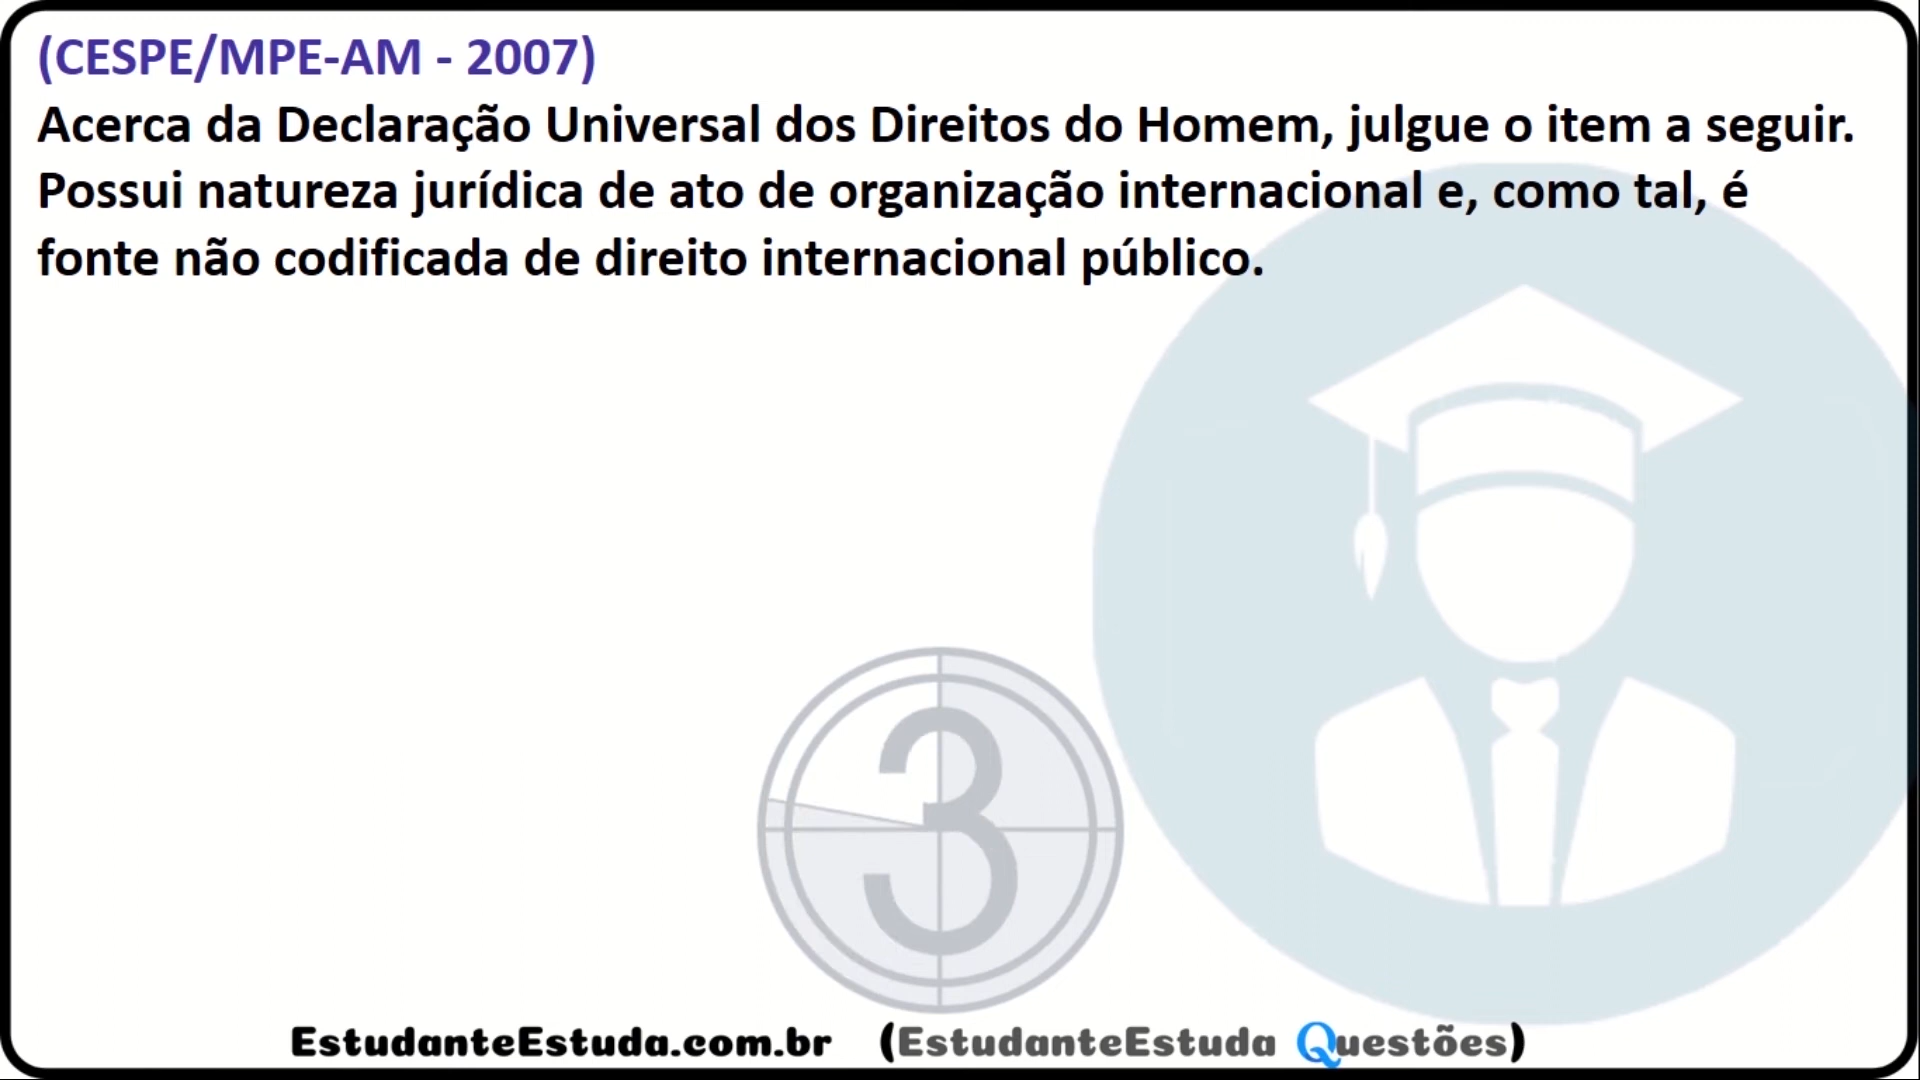 (CESPE/MPE-AM - 2007)
Acerca da Declaração Universal dos Direitos do Homem, julgue o item a seguir.
Possui natureza jurídica de ato de organização internacional e, como tal, é
fonte não codificada de direito internacional público.
3
EstudanteEstuda.com.br (EstudanteEstuda Questões)